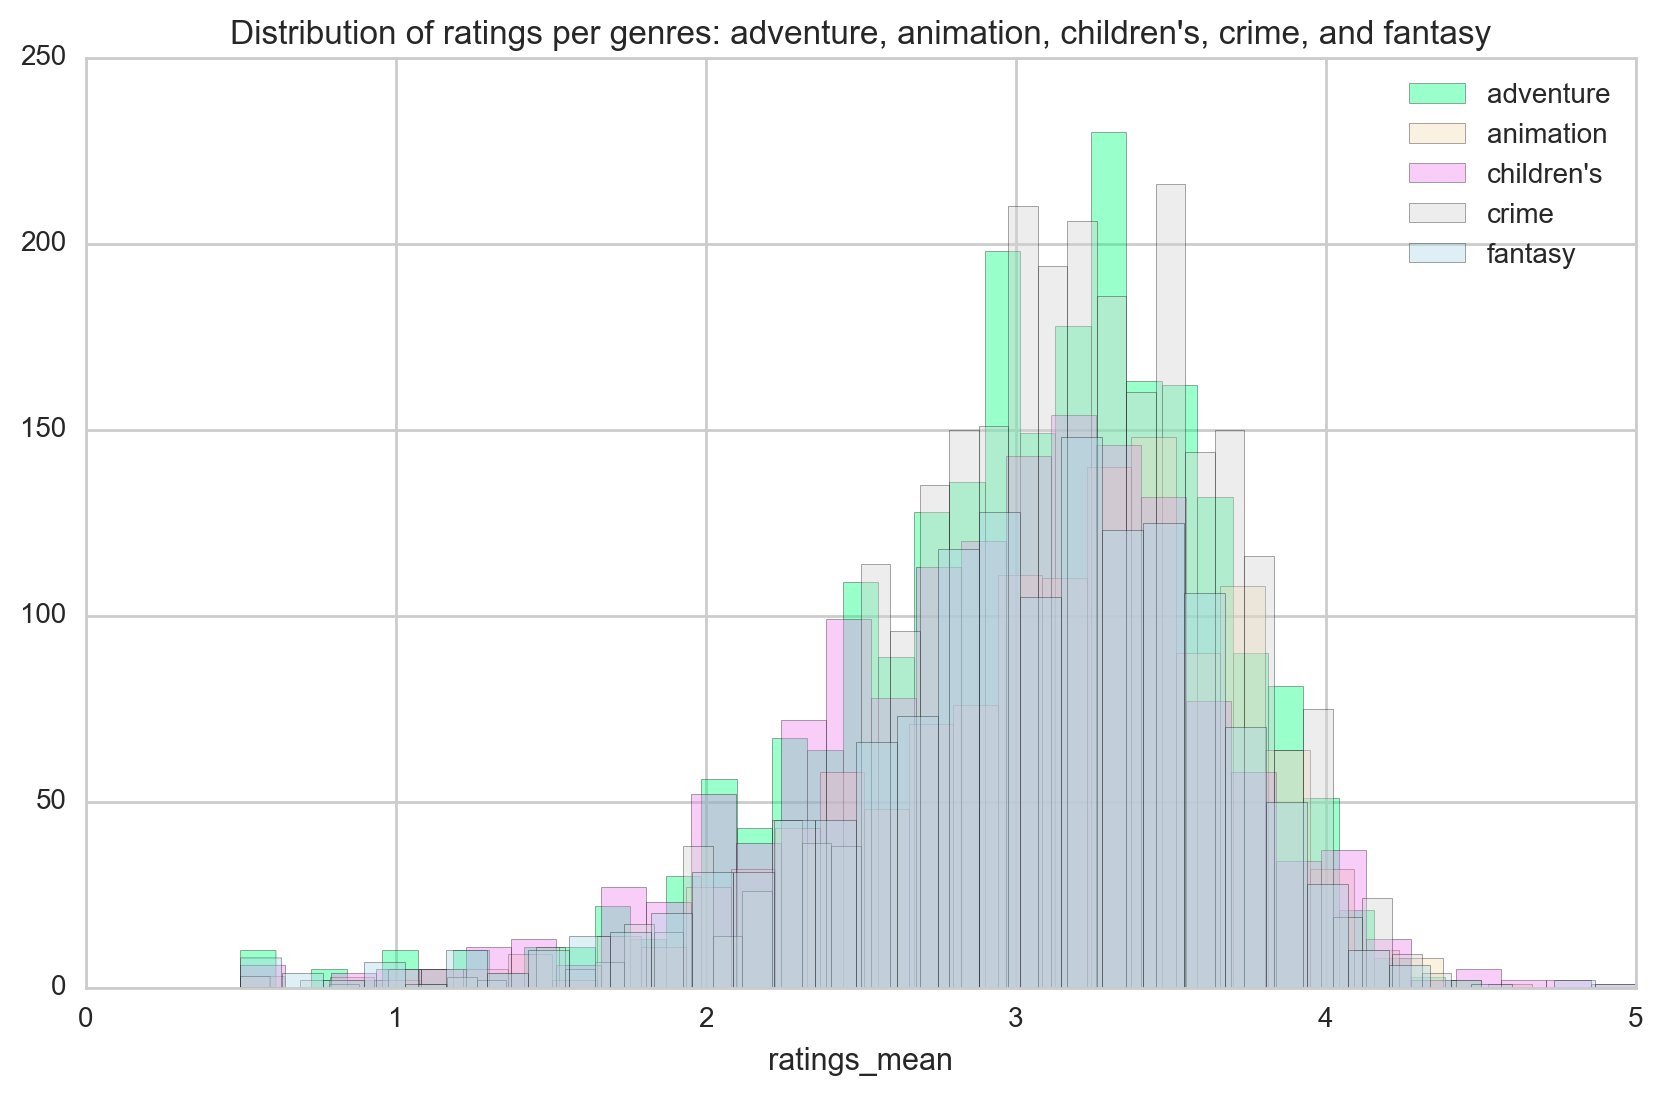 Distribution of ratings per genres: adventure, animation, children's, crime, and fantasy
250
200
150
100
50
0
adventure
animation
children's
crime
fantasy
0 1 2 3 4 5
ratings_mean